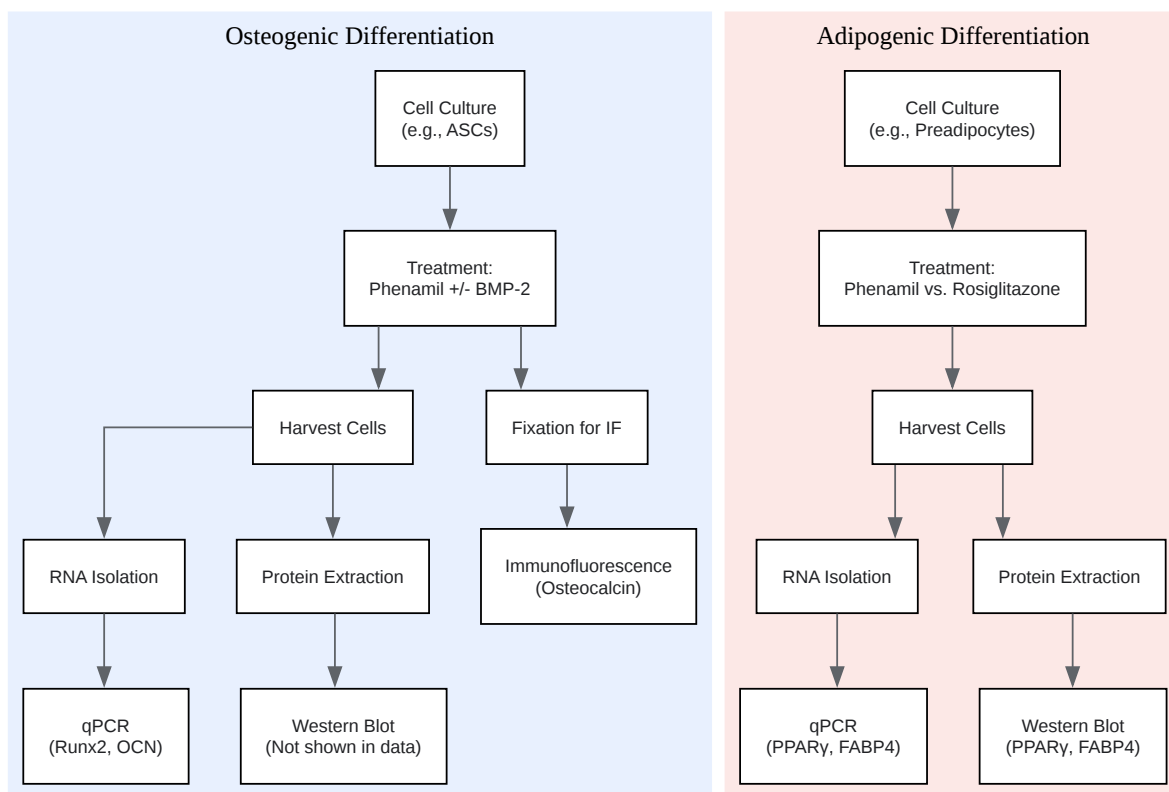 Osteogenic Differentiation
Cell Culture
(e.g., ASCs)
Treatment:
Phenamil +/- BMP-2
Harvest Cells
Fixation for IF
RNA Isolation
Protein Extraction
Immunofluorescence
(Osteocalcin)
qPCR
(Runx2, OCN)
Western Blot
(Not shown in data)
Adipogenic Differentiation
Cell Culture
(e.g., Preadipocytes)
Treatment:
Phenamil vs. Rosiglitazone
Harvest Cells
RNA Isolation
Protein Extraction
qPCR
(PPARγ, FABP4)
Western Blot
(PPARγ, FABP4)